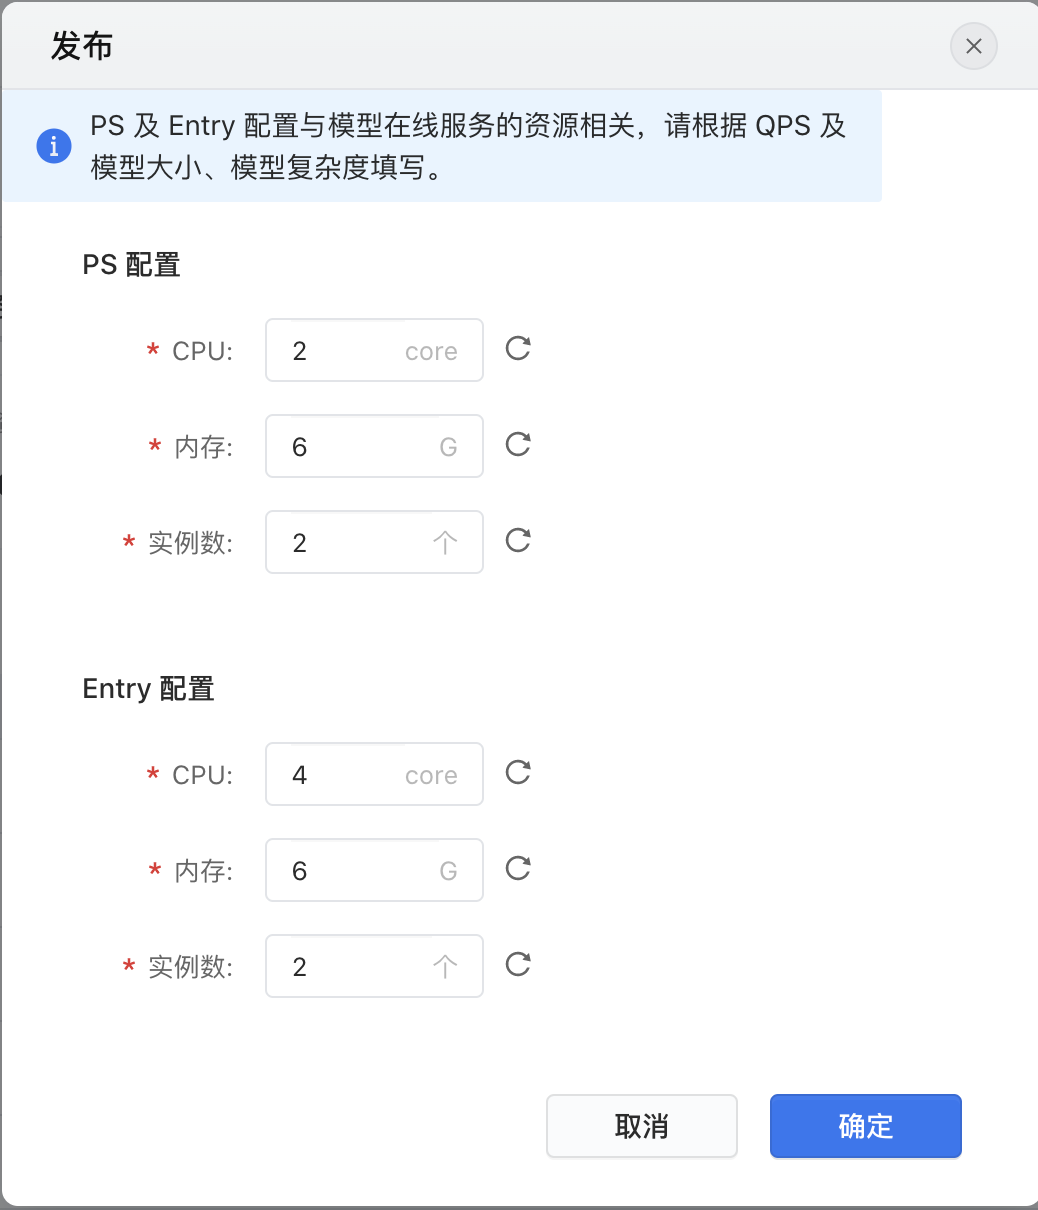 发布
PS 及 Entry 配置与模型在线服务的资源相关，请根据 QPS 及
模型大小、模型复杂度填写。
PS 配置
* CPU: 2 core
* 内存: 6 G
* 实例数: 2 个
Entry 配置
* CPU: 4 core
* 内存: 6 G
* 实例数: 2 个
取消 确定